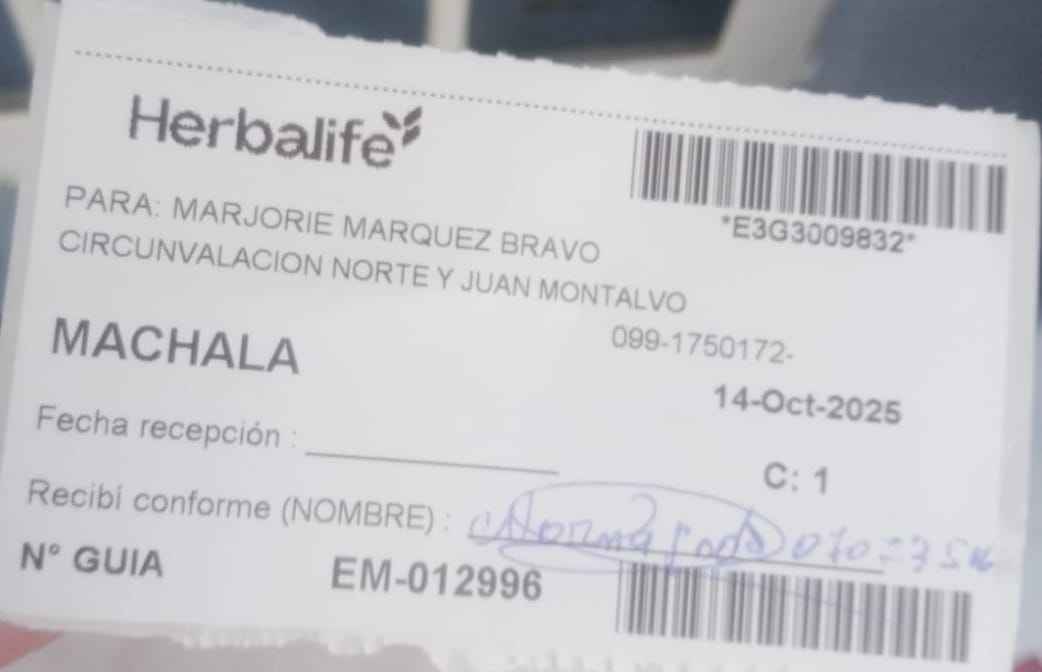 Herbalife
*E3G3009832*
PARA: MARJORIE MARQUEZ BRAVO
CIRCUNVALACION NORTE Y JUAN MONTALVO
099-1750172-
MACHALA
14-Oct-2025
Fecha recepción :
C: 1
Recibí conforme (NOMBRE) : Norma
N° GUIA EM-012996